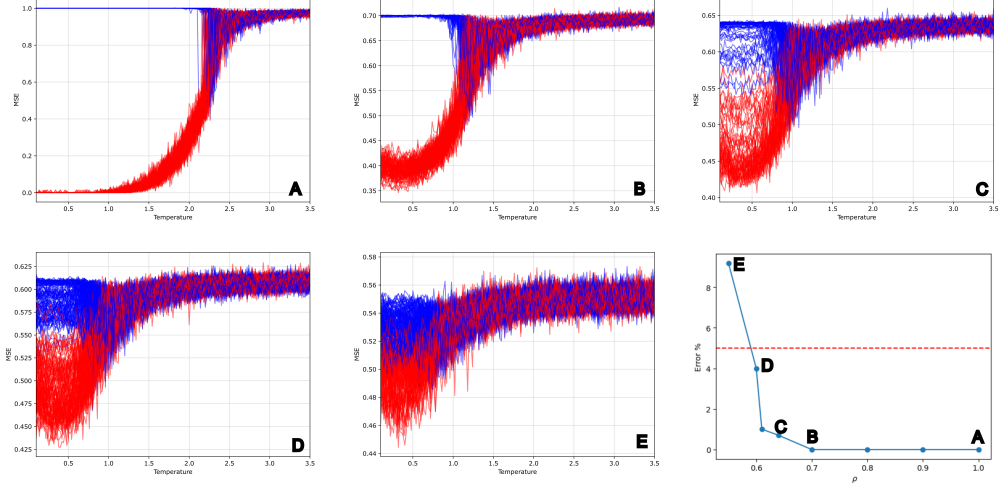 1.0
0.8
0.6
0.4
0.2
0.0
MSE
0.5 1.0 1.5 2.0 2.5 3.0 3.5
Temperature
A
0.70
0.65
0.60
0.55
0.50
0.45
0.40
0.35
MSE
0.5 1.0 1.5 2.0 2.5 3.0 3.5
Temperature
B
0.65
0.60
0.55
0.50
0.45
0.40
MSE
0.5 1.0 1.5 2.0 2.5 3.0 3.5
Temperature
C
0.625
0.600
0.575
0.550
0.525
0.500
0.475
0.450
0.425
MSE
0.5 1.0 1.5 2.0 2.5 3.0 3.5
Temperature
D
0.58
0.56
0.54
0.52
0.50
0.48
0.46
0.44
MSE
0.5 1.0 1.5 2.0 2.5 3.0 3.5
Temperature
E
8
6
4
2
0
Error %
E
D
C
B
A
0.6 0.7 0.8 0.9 1.0
p